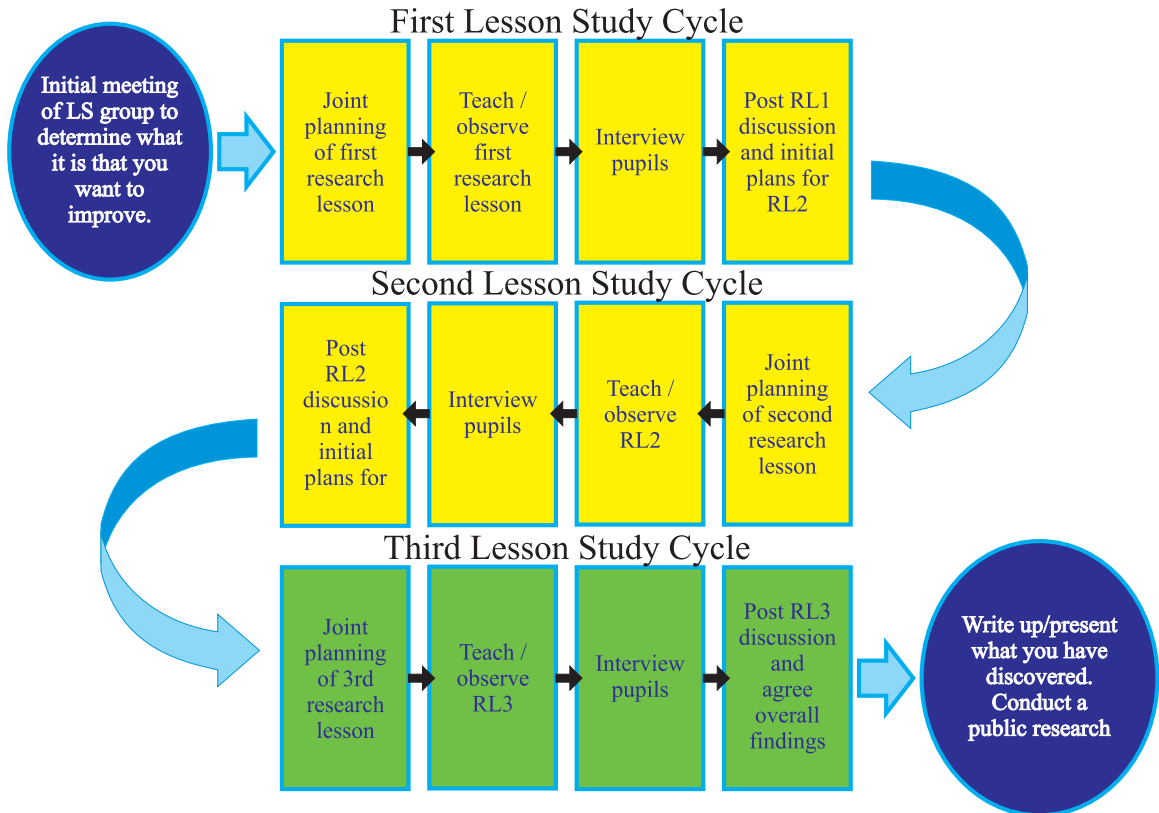 First Lesson Study Cycle
Initial meeting
of LS group to
determine what
it is that you
want to
improve.
Joint
planning
of first
research
lesson
Teach /
observe
first
research
lesson
Interview
pupils
Post RL1
discussion
and initial
plans for
RL2
Second Lesson Study Cycle
Joint
planning
of second
research
lesson
Teach /
observe
RL2
Interview
pupils
Post
RL2
discussio
n and
initial
plans for
Third Lesson Study Cycle
Joint
planning
of 3rd
research
lesson
Teach /
observe
RL3
Interview
pupils
Post RL3
discussion
and
agree
overall
findings
Write up/present
what you have
discovered.
Conduct a
public research